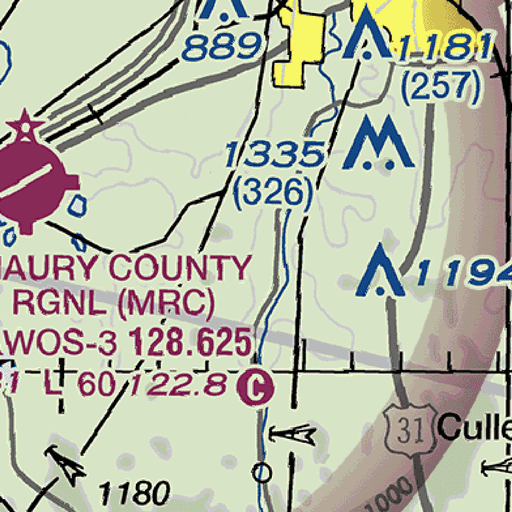 889
1181
(257)
1335
(326)
AURY COUNTY
1194
RGNL (MRC)
WOS-3 128.625
L 60 122.8 C
31
Culle
1180
1000